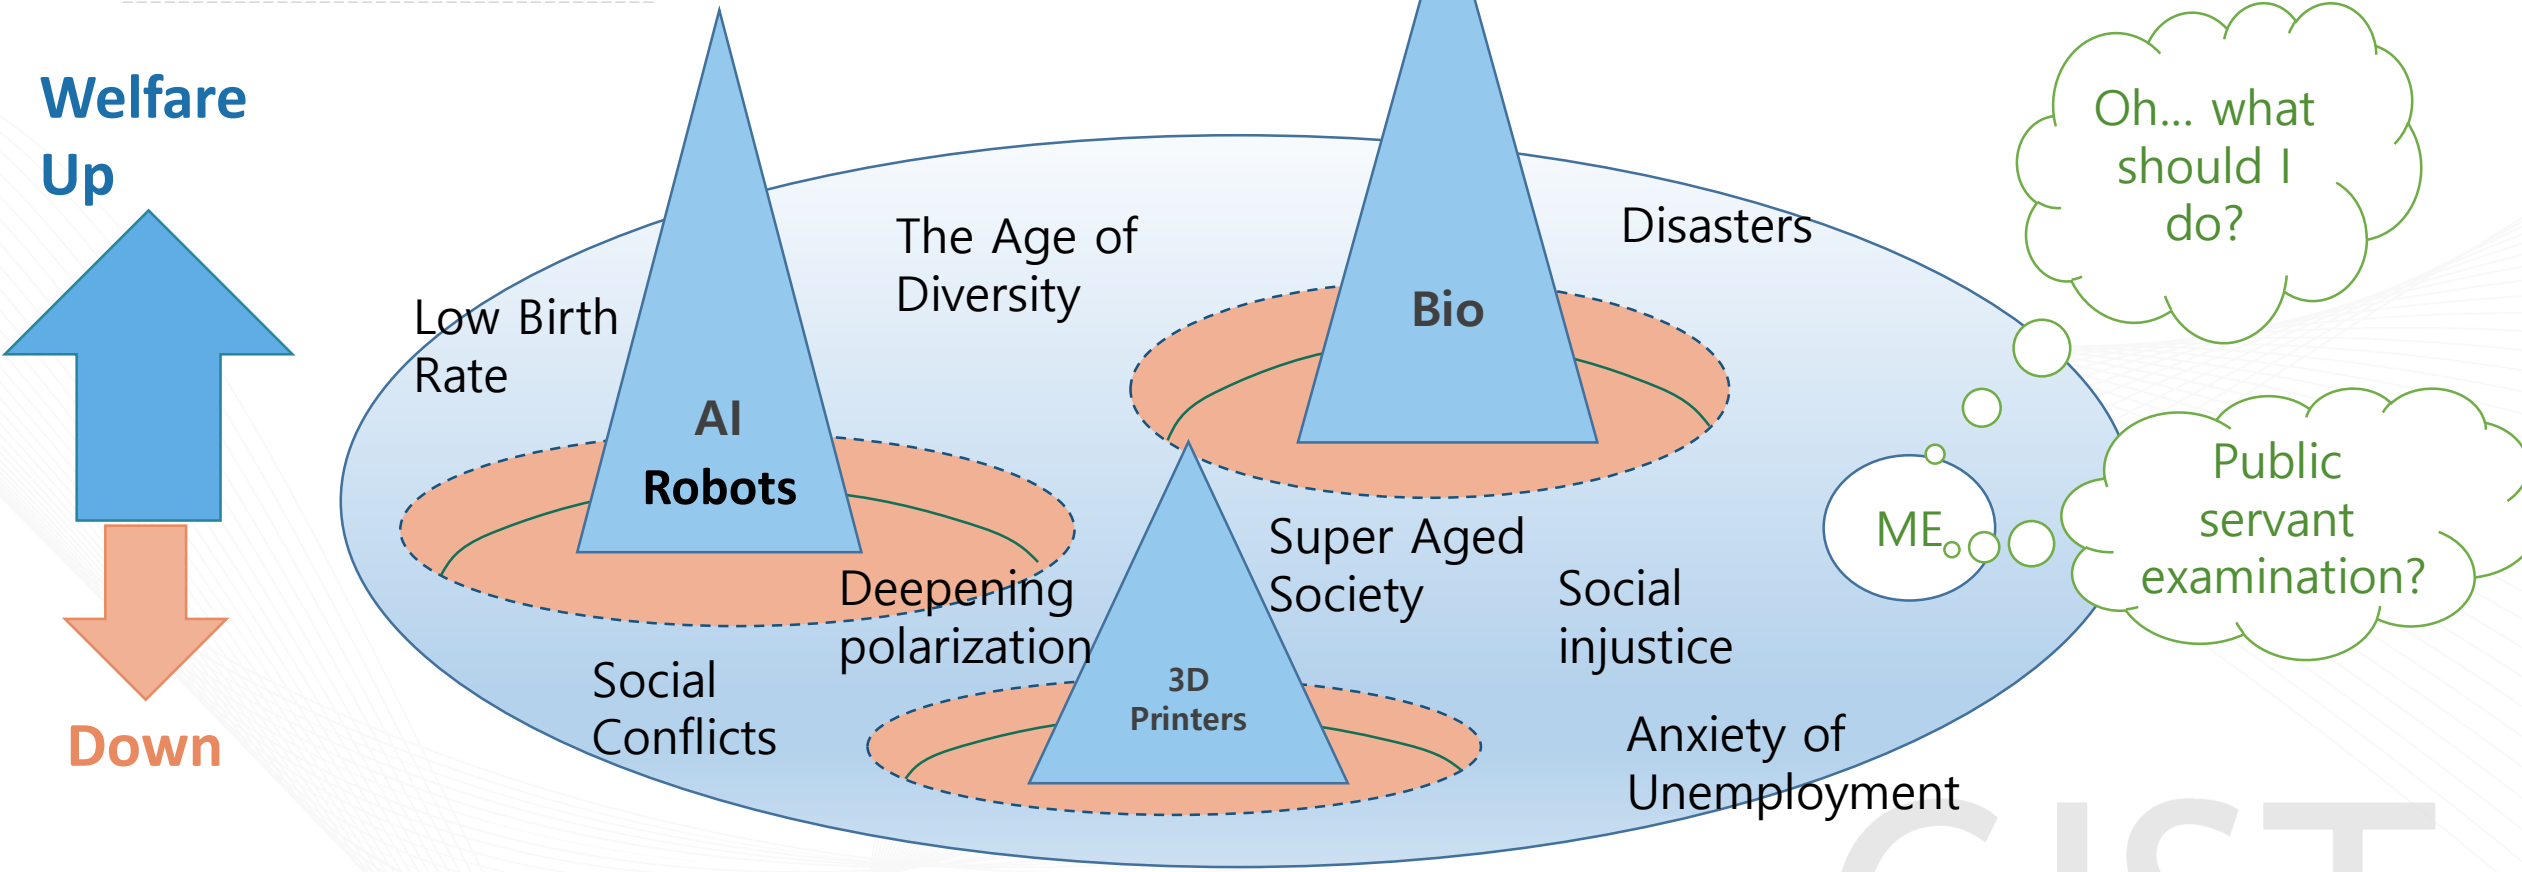 Welfare
Up
Down
Low Birth
Rate
AI
Robots
The Age of
Diversity
Bio
Disasters
Deepening
polarization
Social
Conflicts
3D
Printers
Super Aged
Society
Social
injustice
Anxiety of
Unemployment
ME
Oh... what
should I
do?
Public
servant
examination?
GIST